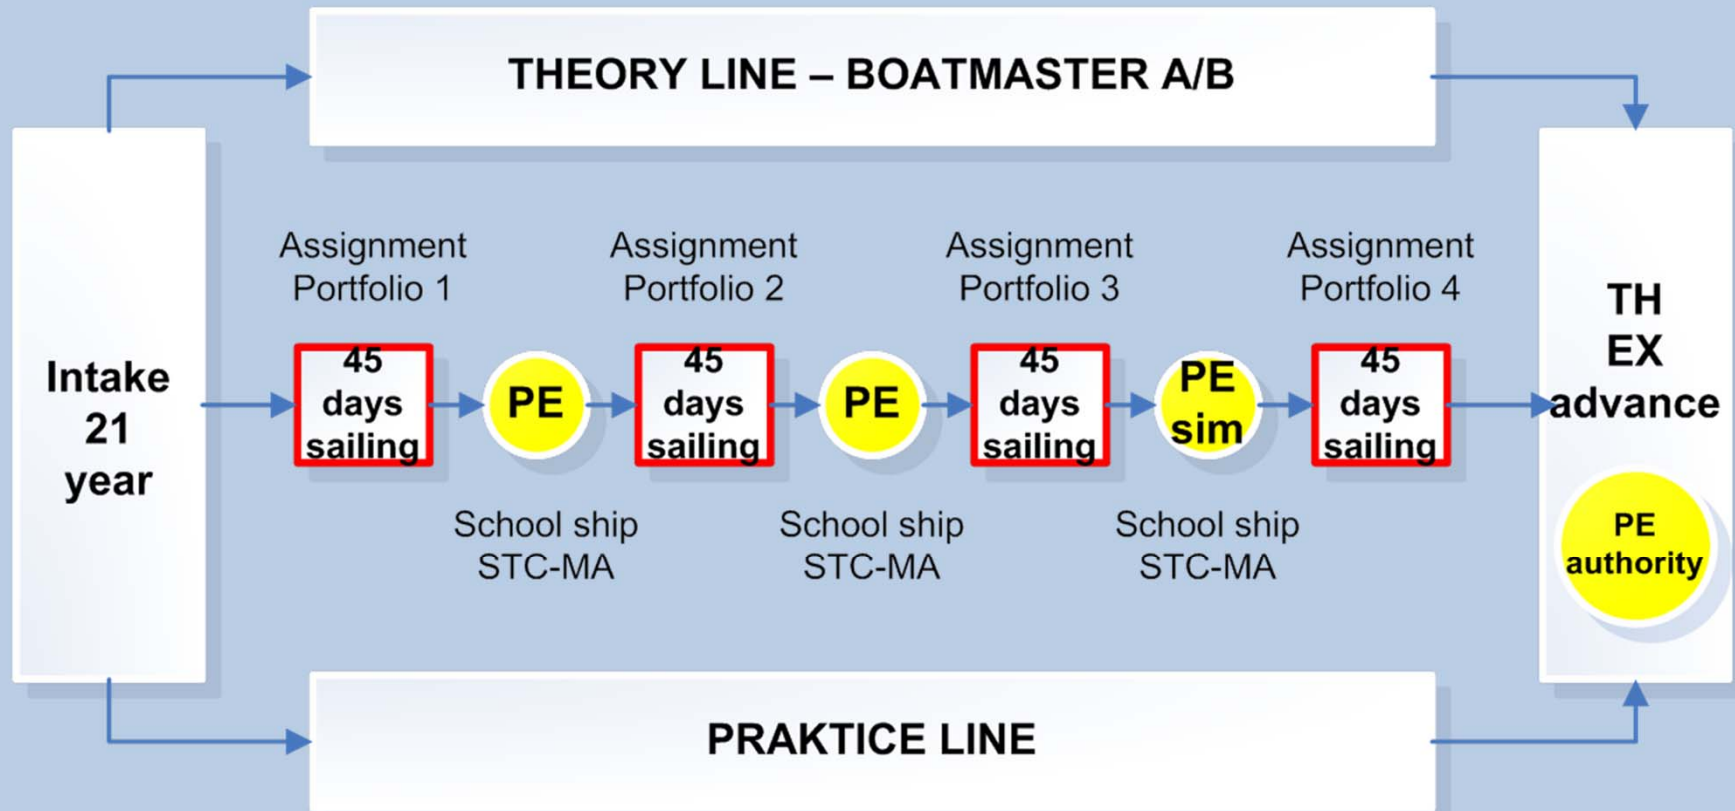 THEORY LINE – BOATMASTER A/B
Intake
21
year
Assignment
Portfolio 1
Assignment
Portfolio 2
Assignment
Portfolio 3
Assignment
Portfolio 4
45
days
sailing
PE
45
days
sailing
PE
45
days
sailing
PE
sim
45
days
sailing
School ship
STC-MA
School ship
STC-MA
School ship
STC-MA
TH
EX
advance
PE
authority
PRAKTICE LINE